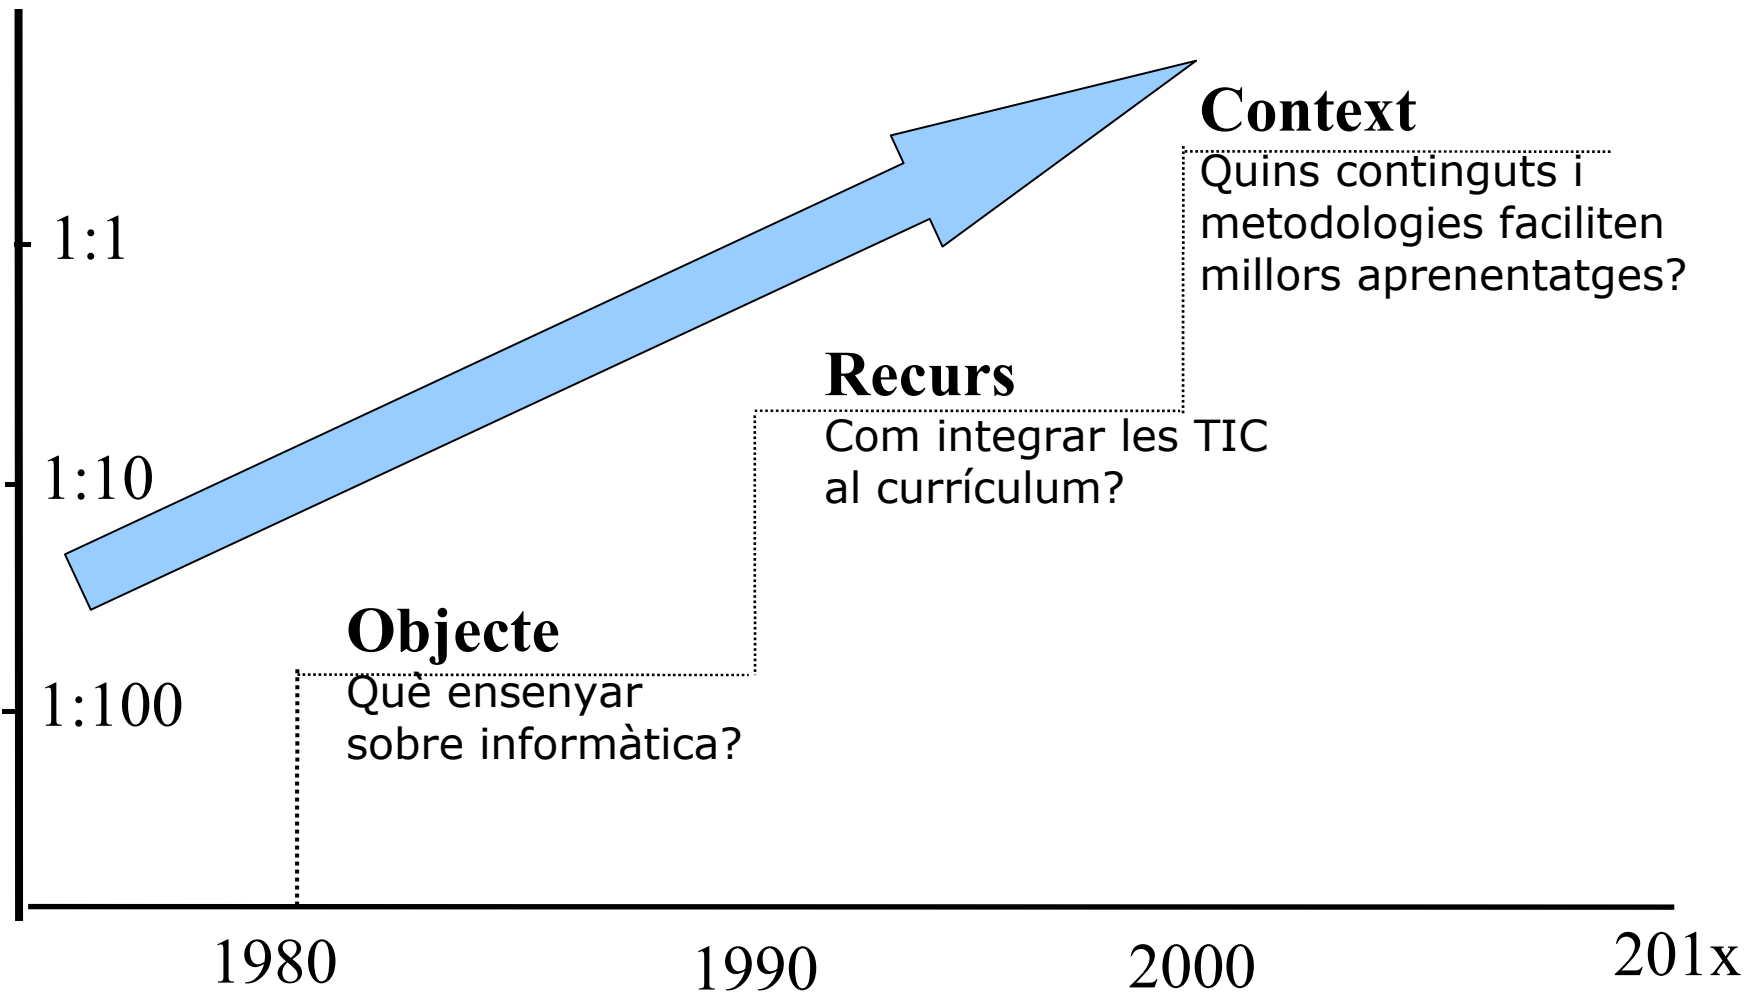 Context
Quins continguts i
metodologies faciliten
millors aprenentatges?
1:1
Recurs
Com integrar les TIC
al currículum?
1:10
Objecte
Què ensenyar
sobre informàtica?
1:100
1980
1990
2000
201x